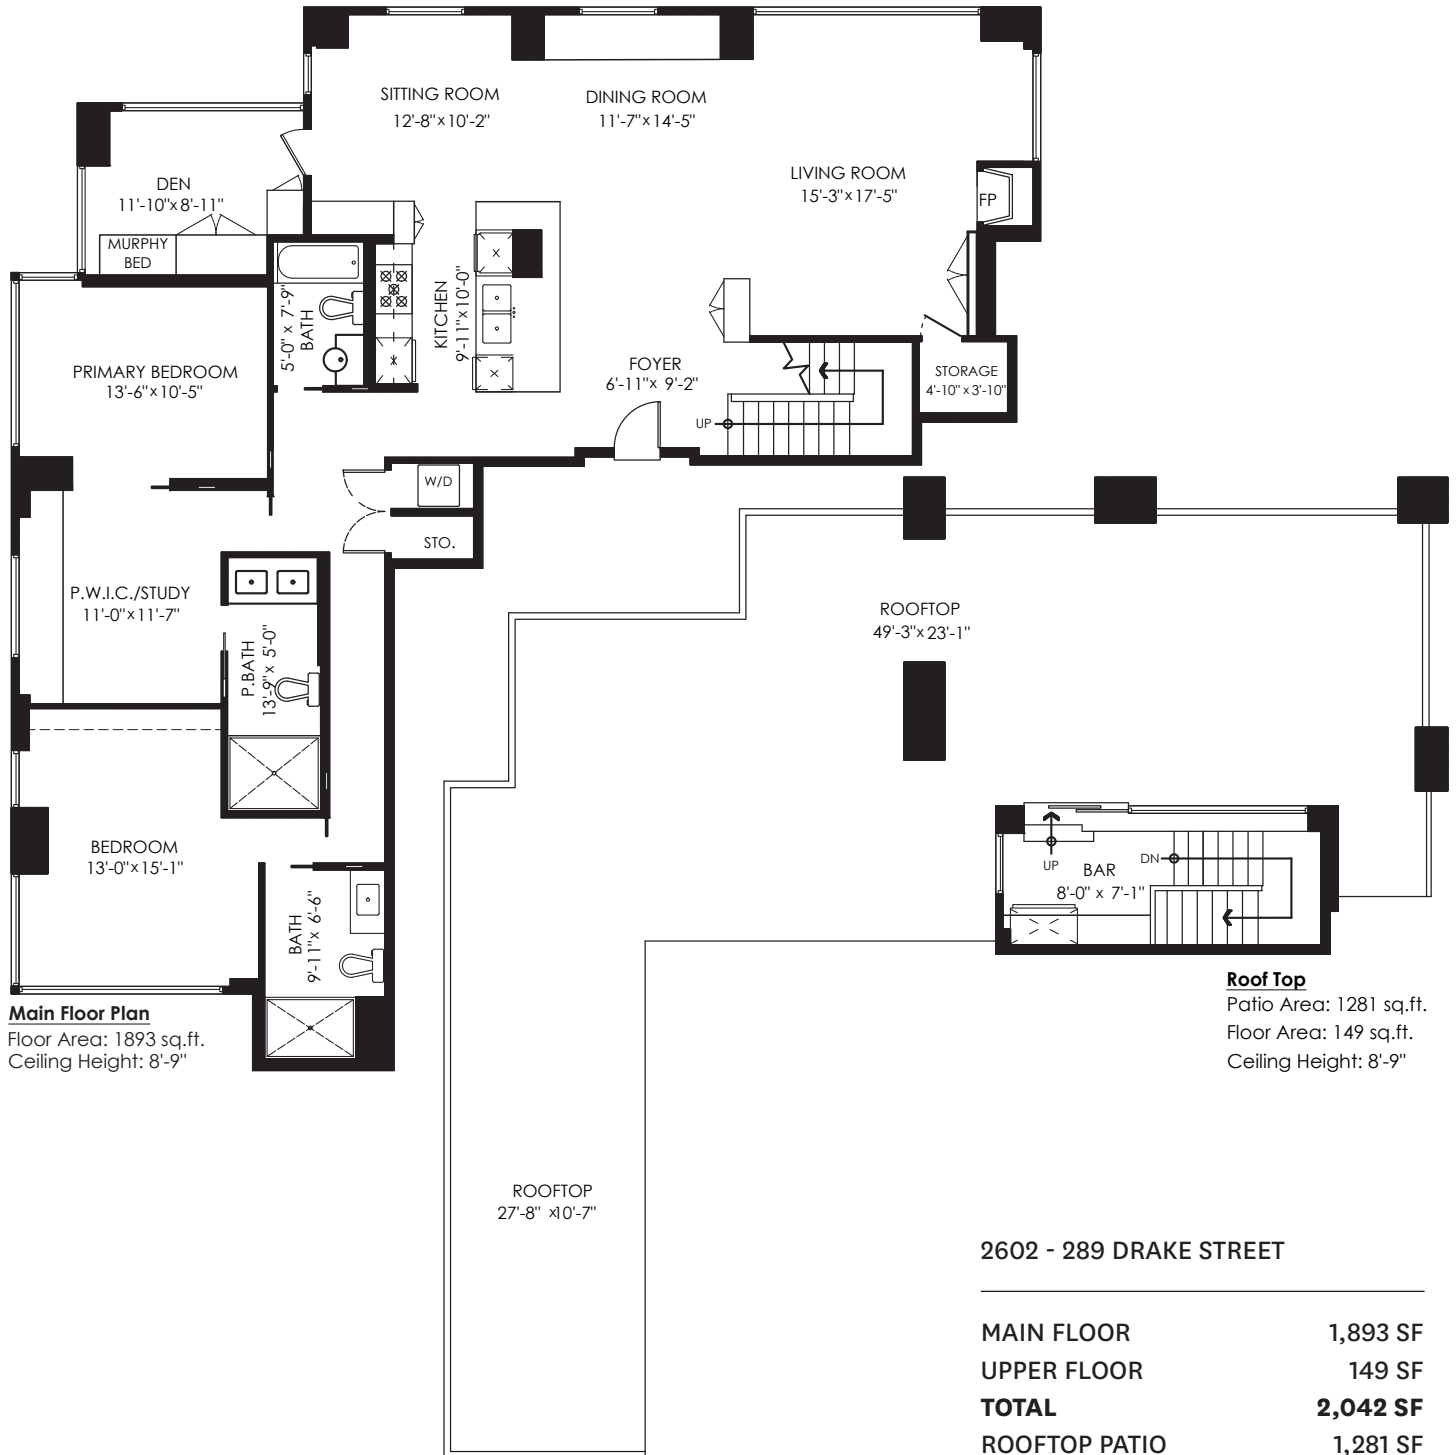 SITTING ROOM
12'-8"x10'-2"
DINING ROOM
11'-7"x14'-5"
LIVING ROOM
15'-3"x17'-5"
FP
DEN
11'-10"x8'-11"
MURPHY
BED
BATH
5'-0" x 7'-9"
KITCHEN
9'-11"x10'-0"
PRIMARY BEDROOM
13'-6"x10'-5"
FOYER
6'-11"x 9'-2"
STORAGE
4'-10"x3'-10"
UP
W/D
STO.
P.W.I.C./STUDY
11'-0"x11'-7"
P.BATH
13'-9"x 5'-0"
ROOFTOP
49'-3"x23'-1"
BEDROOM
13'-0"x15'-1"
BATH
9'-11"x 6'-6"
UP
DN
BAR
8'-0" x 7'-1"
Main Floor Plan
Floor Area: 1893 sq.ft.
Ceiling Height: 8'-9"
Roof Top
Patio Area: 1281 sq.ft.
Floor Area: 149 sq.ft.
Ceiling Height: 8'-9"
ROOFTOP
27'-8" x10'-7"
2602 - 289 DRAKE STREET
MAIN FLOOR 1,893 SF
UPPER FLOOR 149 SF
TOTAL 2,042 SF
ROOFTOP PATIO 1,281 SF